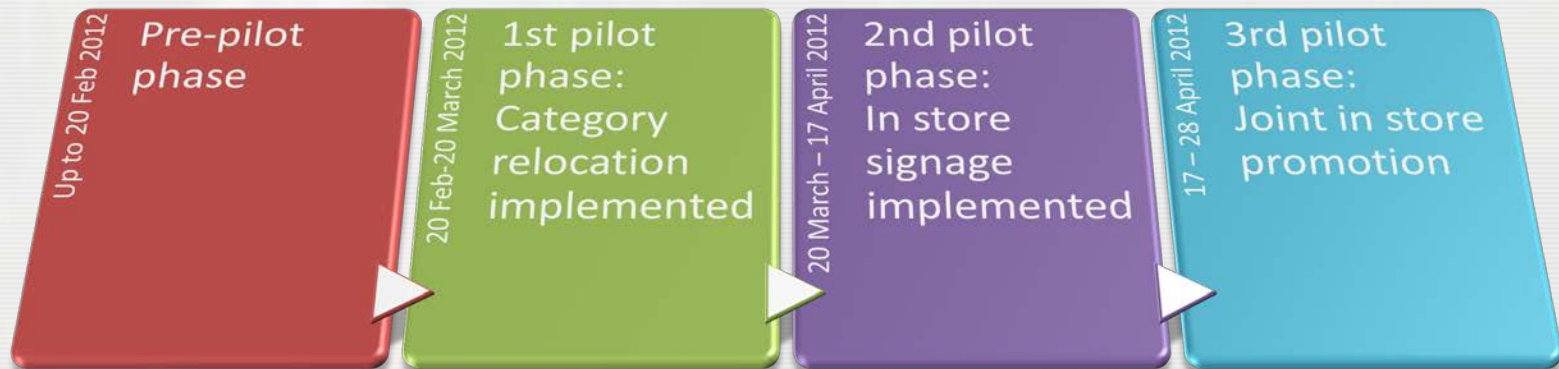 Up to 20 Feb 2012
Pre-pilot
phase
20 Feb-20 March 2012
1st pilot
phase:
Category
relocation
implemented
20 March – 17 April 2012
2nd pilot
phase:
In store
signage
implemented
17 – 28 April 2012
3rd pilot
phase:
Joint in store
promotion